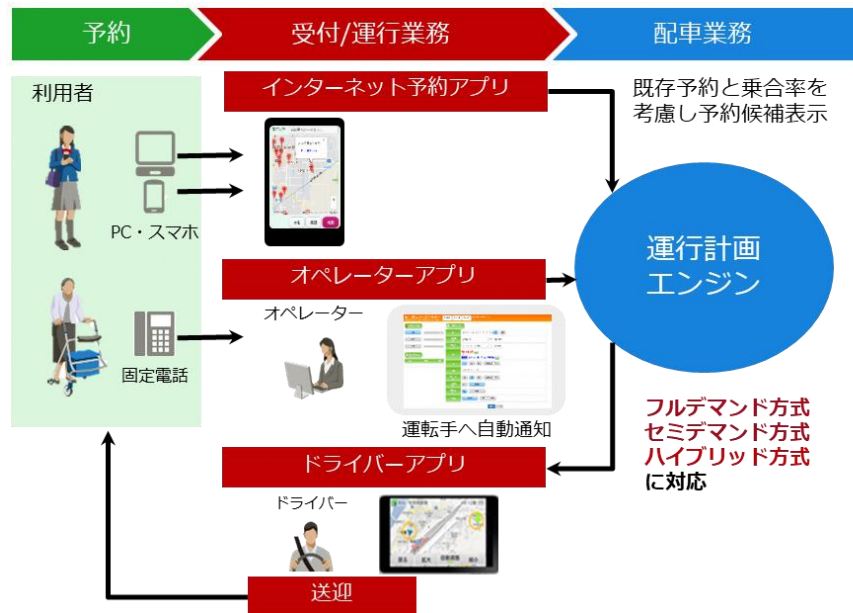 予約
受付/運行業務
配車業務
利用者
インターネット予約アプリ
既存予約と乗合率を
考慮し予約候補表示
PC・スマホ
運行計画
エンジン
オペレーターアプリ
オペレーター
固定電話
運転手へ自動通知
フルデマンド方式
セミデマンド方式
ハイブリッド方式
に対応
ドライバーアプリ
ドライバー
送迎